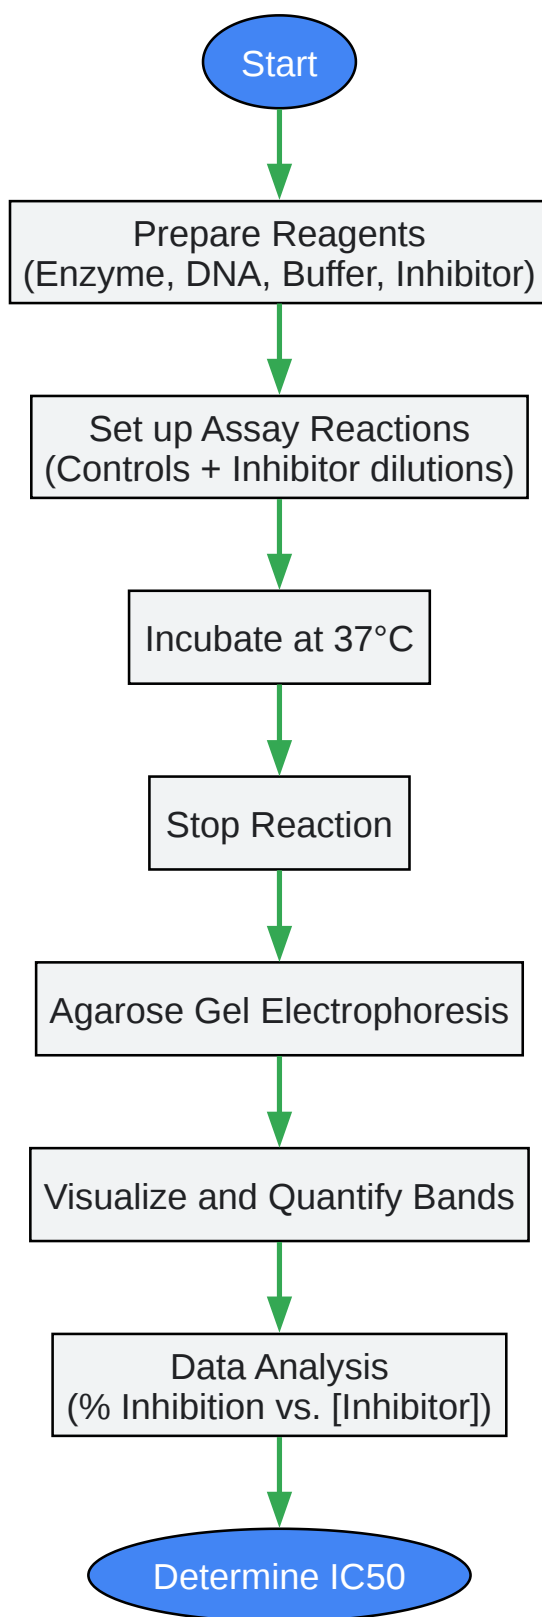 Start
Prepare Reagents
(Enzyme, DNA, Buffer, Inhibitor)
Set up Assay Reactions
(Controls + Inhibitor dilutions)
Incubate at 37°C
Stop Reaction
Agarose Gel Electrophoresis
Visualize and Quantify Bands
Data Analysis
(% Inhibition vs. [Inhibitor])
Determine IC50